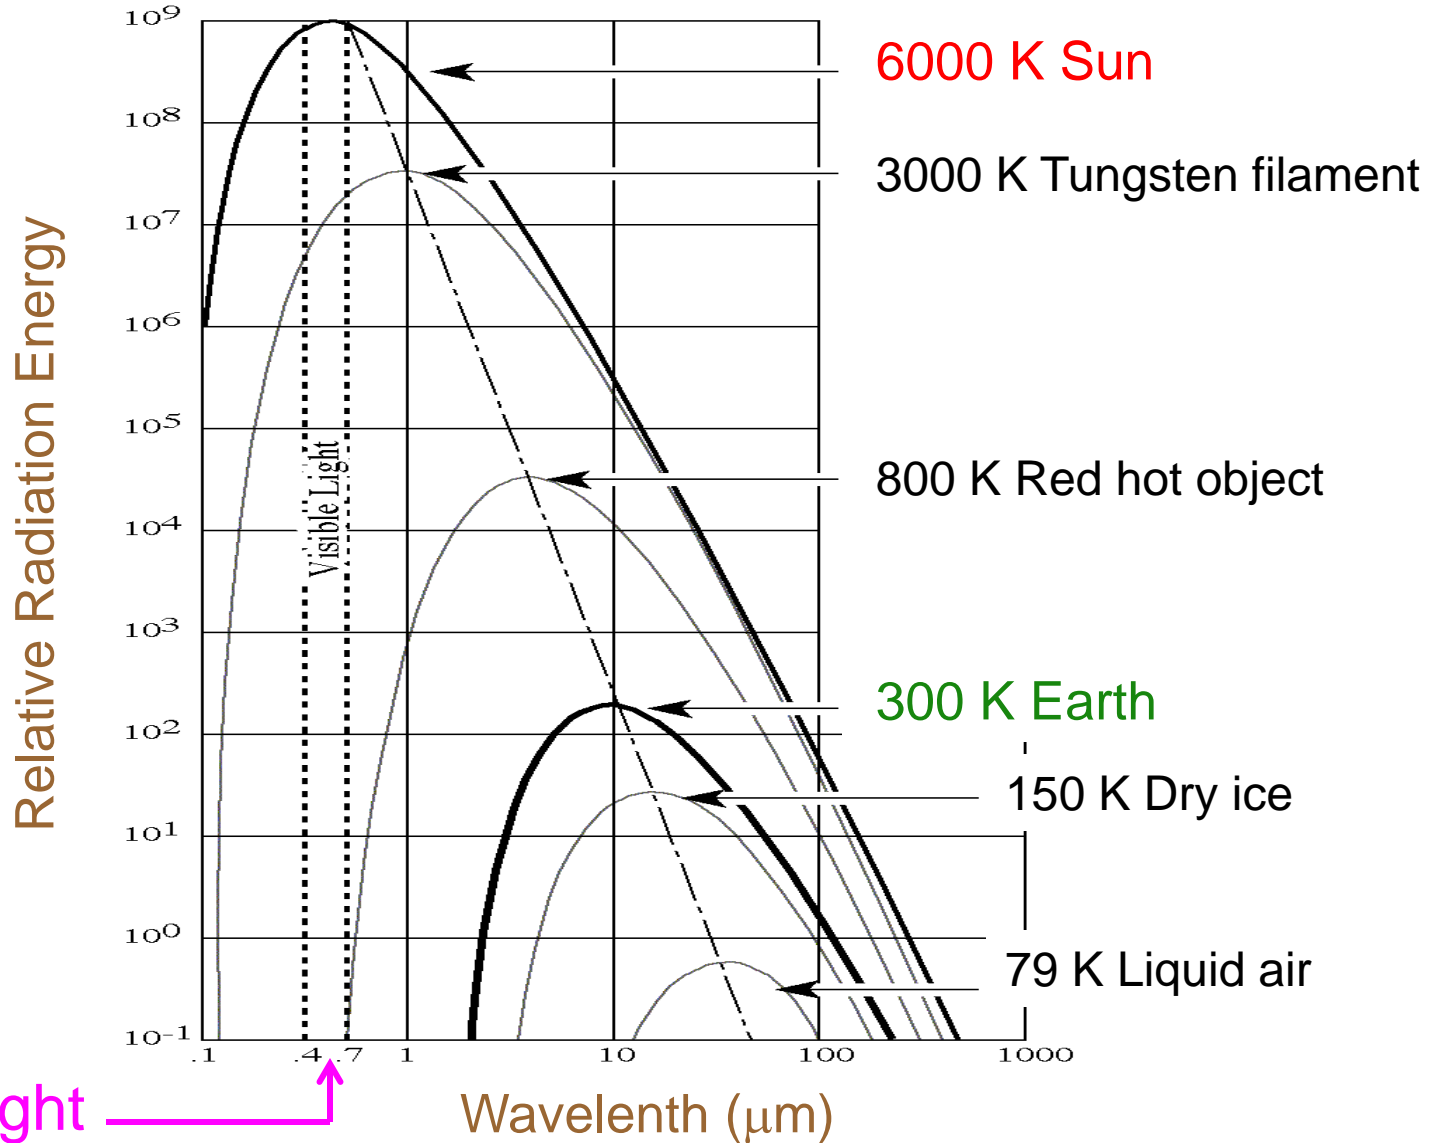 10⁹
6000 K Sun
10⁸
3000 K Tungsten filament
10⁷
10⁶
10⁵
800 K Red hot object
10⁴
10³
300 K Earth
10²
150 K Dry ice
10¹
10⁰
79 K Liquid air
10⁻¹
Relative Radiation Energy
Visible Light
.1 .4 .7 1 10 100 1000
ght
Wavelenth (μm)